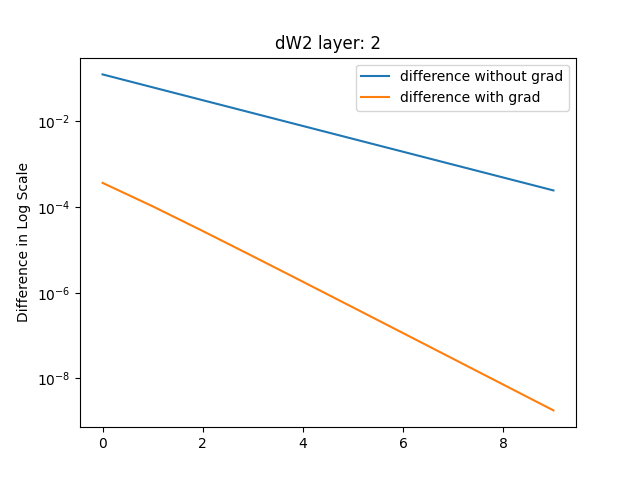 dW2 layer: 2
difference without grad
difference with grad
Difference in Log Scale
10⁻²
10⁻⁴
10⁻⁶
10⁻⁸
0 2 4 6 8